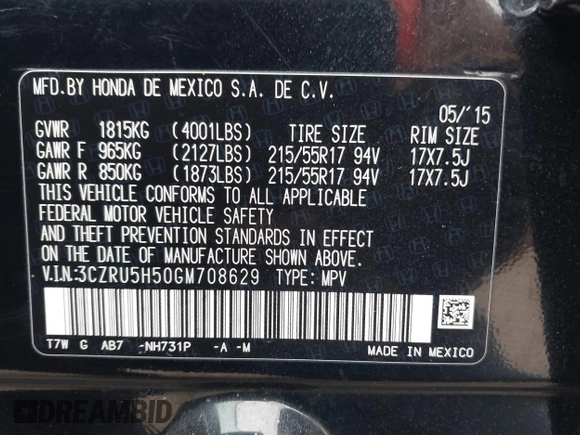 MFD.BY HONDA DE MEXICO S.A. DE C.V.
05/'15
GVWR 1815KG (4001LBS) TIRE SIZE RIM SIZE
GAWR F 965KG (2127LBS) 215/55R17 94V 17X7.5J
GAWR R 850KG (1873LBS) 215/55R17 94V 17X7.5J
THIS VEHICLE CONFORMS TO ALL APPLICABLE
FEDERAL MOTOR VEHICLE SAFETY
AND THEFT PREVENTION STANDARDS IN EFFECT
ON THE DATE OF MANUFACTURE SHOWN ABOVE.
V.I.N:3CZRU5H50GM708629 TYPE: MPV
T7W G AB7 -NH731P -A -M MADE IN MEXICO
DREAMBID